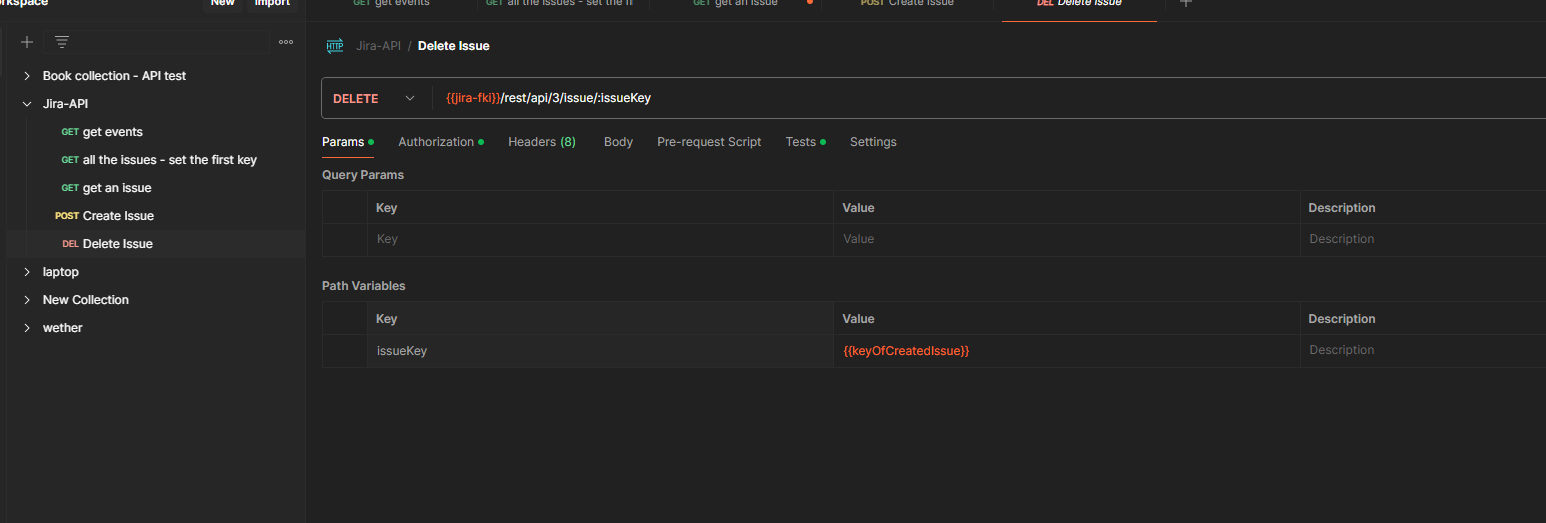 New Import
GET get events
GET all the issues - set the fi
GET get an issue
POST Create Issue
DEL Delete Issue
HTTP Jira-API / Delete Issue
Book collection - API test
Jira-API
GET get events
GET all the issues - set the first key
GET get an issue
POST Create Issue
DEL Delete Issue
laptop
New Collection
wether
DELETE {{jira-fki}}/rest/api/3/issue/:issueKey
Params Authorization Headers (8) Body Pre-request Script Tests Settings
Query Params
Key Value Description
Key Value Description
Path Variables
Key Value Description
issueKey {{keyOfCreatedIssue}} Description